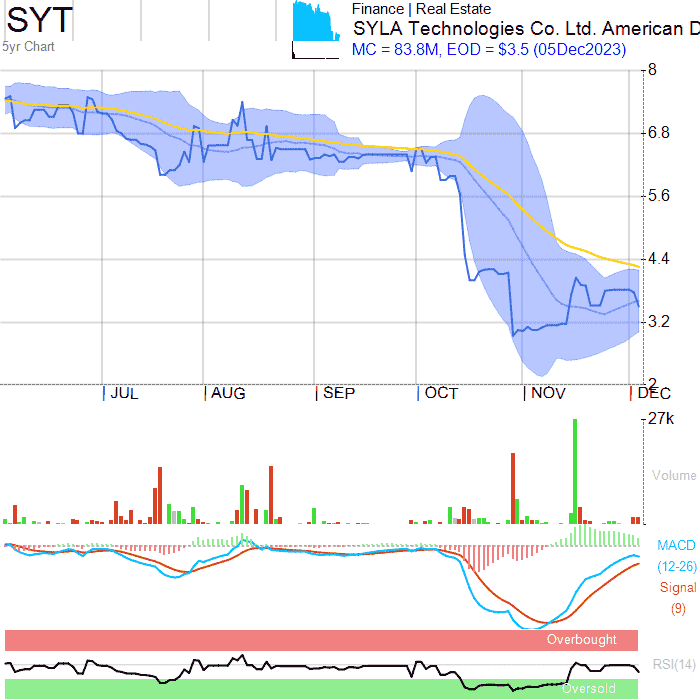 SYT
5yr Chart
Finance | Real Estate
SYLA Technologies Co. Ltd. American D
MC = 83.8M, EOD = $3.5 (05Dec2023)
8
6.8
5.6
4.4
3.2
2
JUL AUG SEP OCT NOV DEC
27k
Volume
MACD
(12-26)
Signal
(9)
Overbought
RSI(14)
Oversold